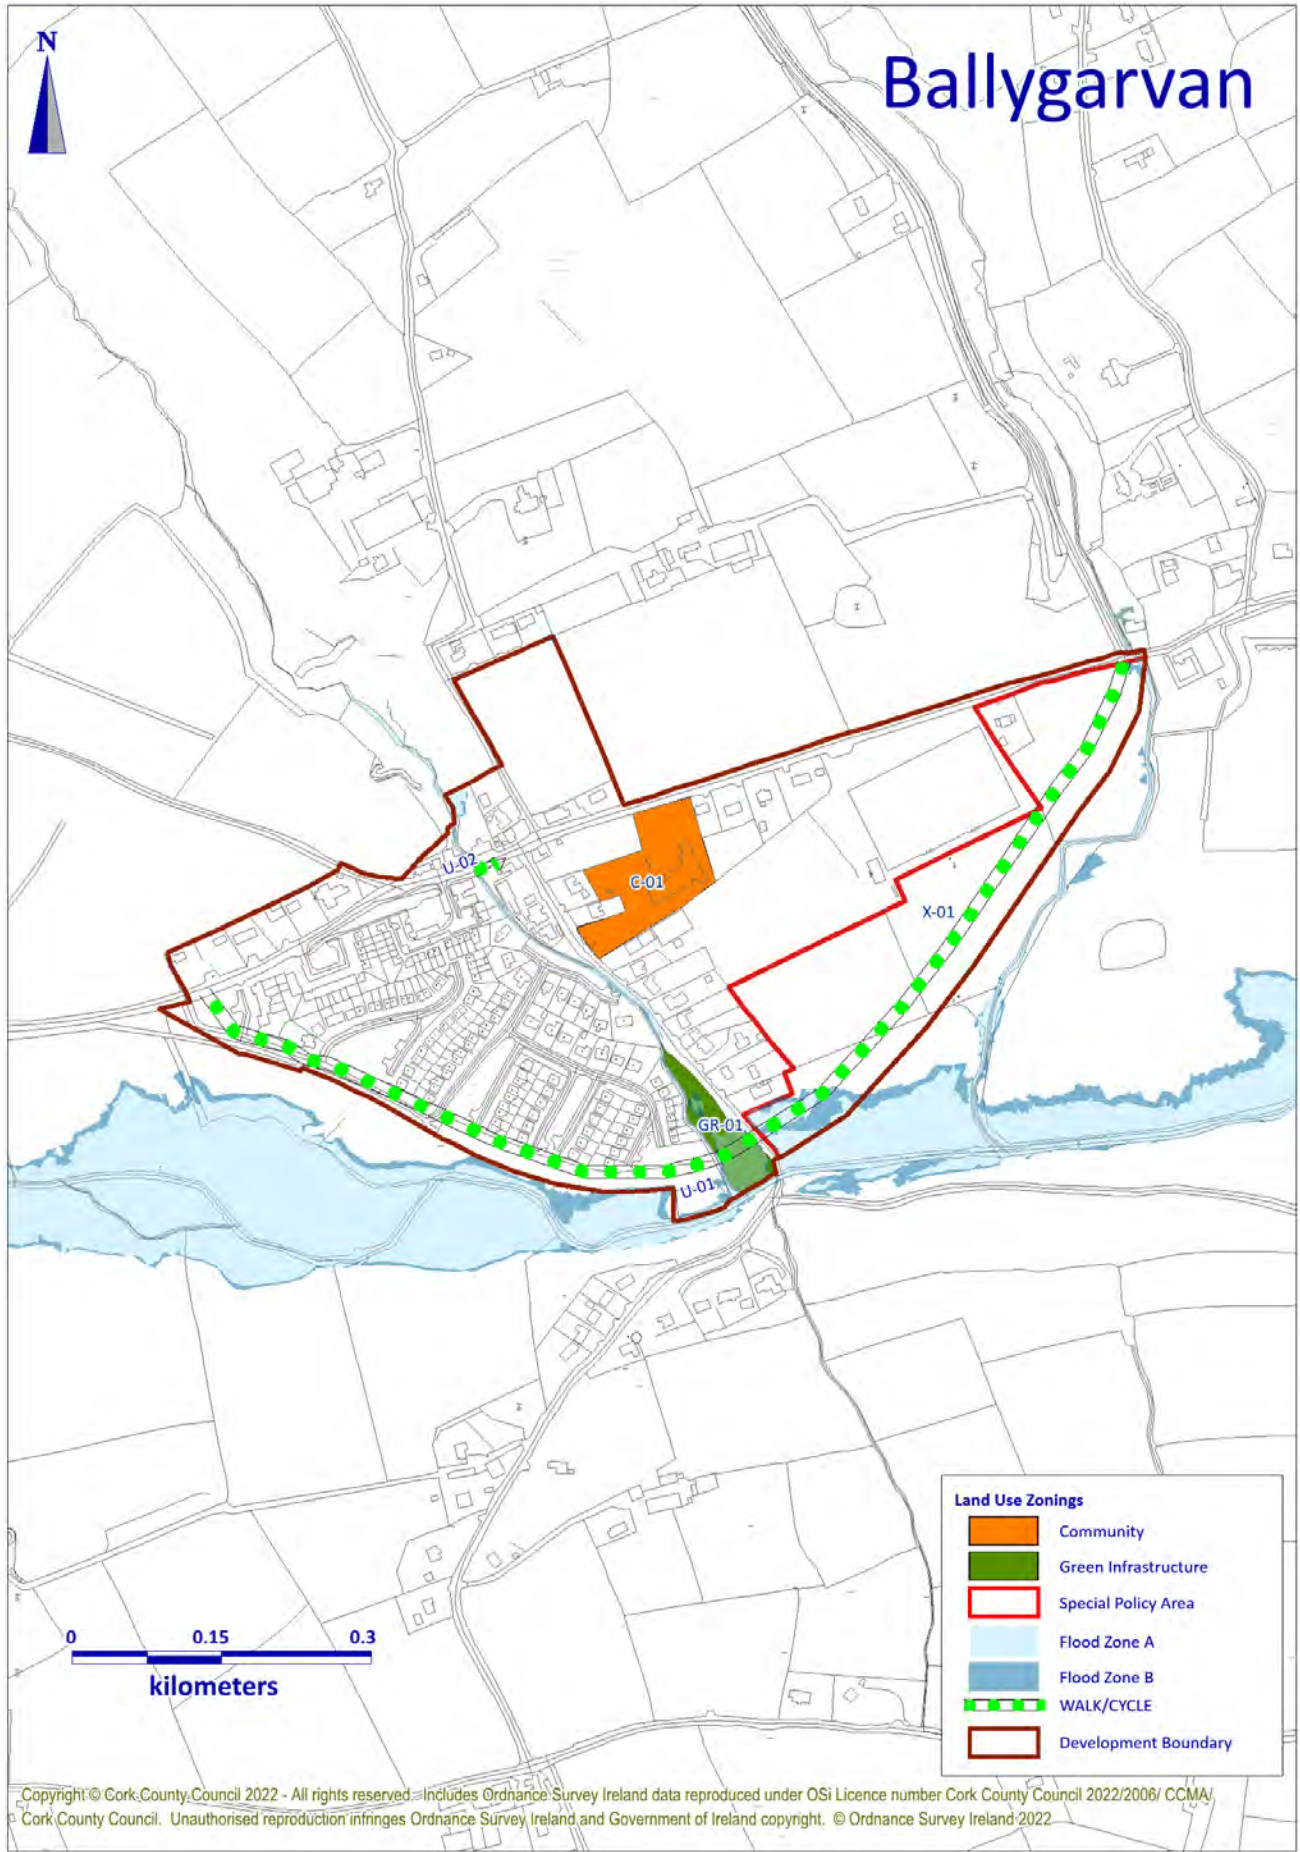 N
Ballygarvan
U-02
C-01
X-01
GR-01
U-01
Land Use Zonings
Community
Green Infrastructure
Special Policy Area
Flood Zone A
Flood Zone B
WALK/CYCLE
Development Boundary
0 0.15 0.3
kilometers
Copyright © Cork County Council 2022 - All rights reserved. Includes Ordnance Survey Ireland data reproduced under OSi Licence number Cork County Council 2022/2006/ CCMA/
Cork County Council. Unauthorised reproduction infringes Ordnance Survey Ireland and Government of Ireland copyright. © Ordnance Survey Ireland 2022